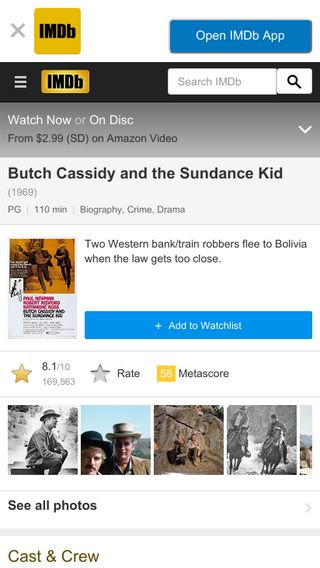 IMDb
Open IMDb App
IMDb
Search IMDb
Watch Now or On Disc
From $2.99 (SD) on Amazon Video
Butch Cassidy and the Sundance Kid
(1969)
PG | 110 min | Biography, Crime, Drama
Two Western bank/train robbers flee to Bolivia
when the law gets too close.
PAUL NEWMAN
ROBERT REDFORD
KATHARINE ROSS
BUTCH CASSIDY AND
THE SUNDANCE KID
+ Add to Watchlist
8.1/10
169,563
Rate
58 Metascore
See all photos
Cast & Crew